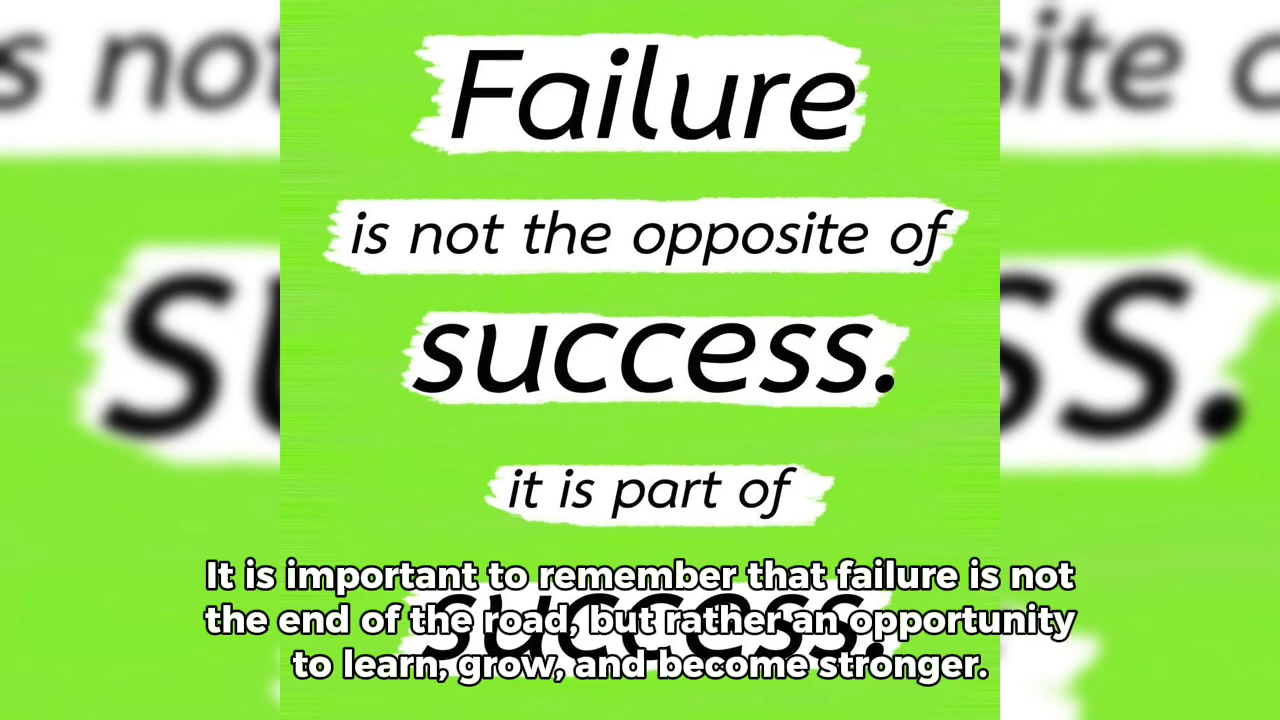 Failure
is not the opposite of
success.
it is part of
success.
It is important to remember that failure is not
the end of the road, but rather an opportunity
to learn, grow, and become stronger.